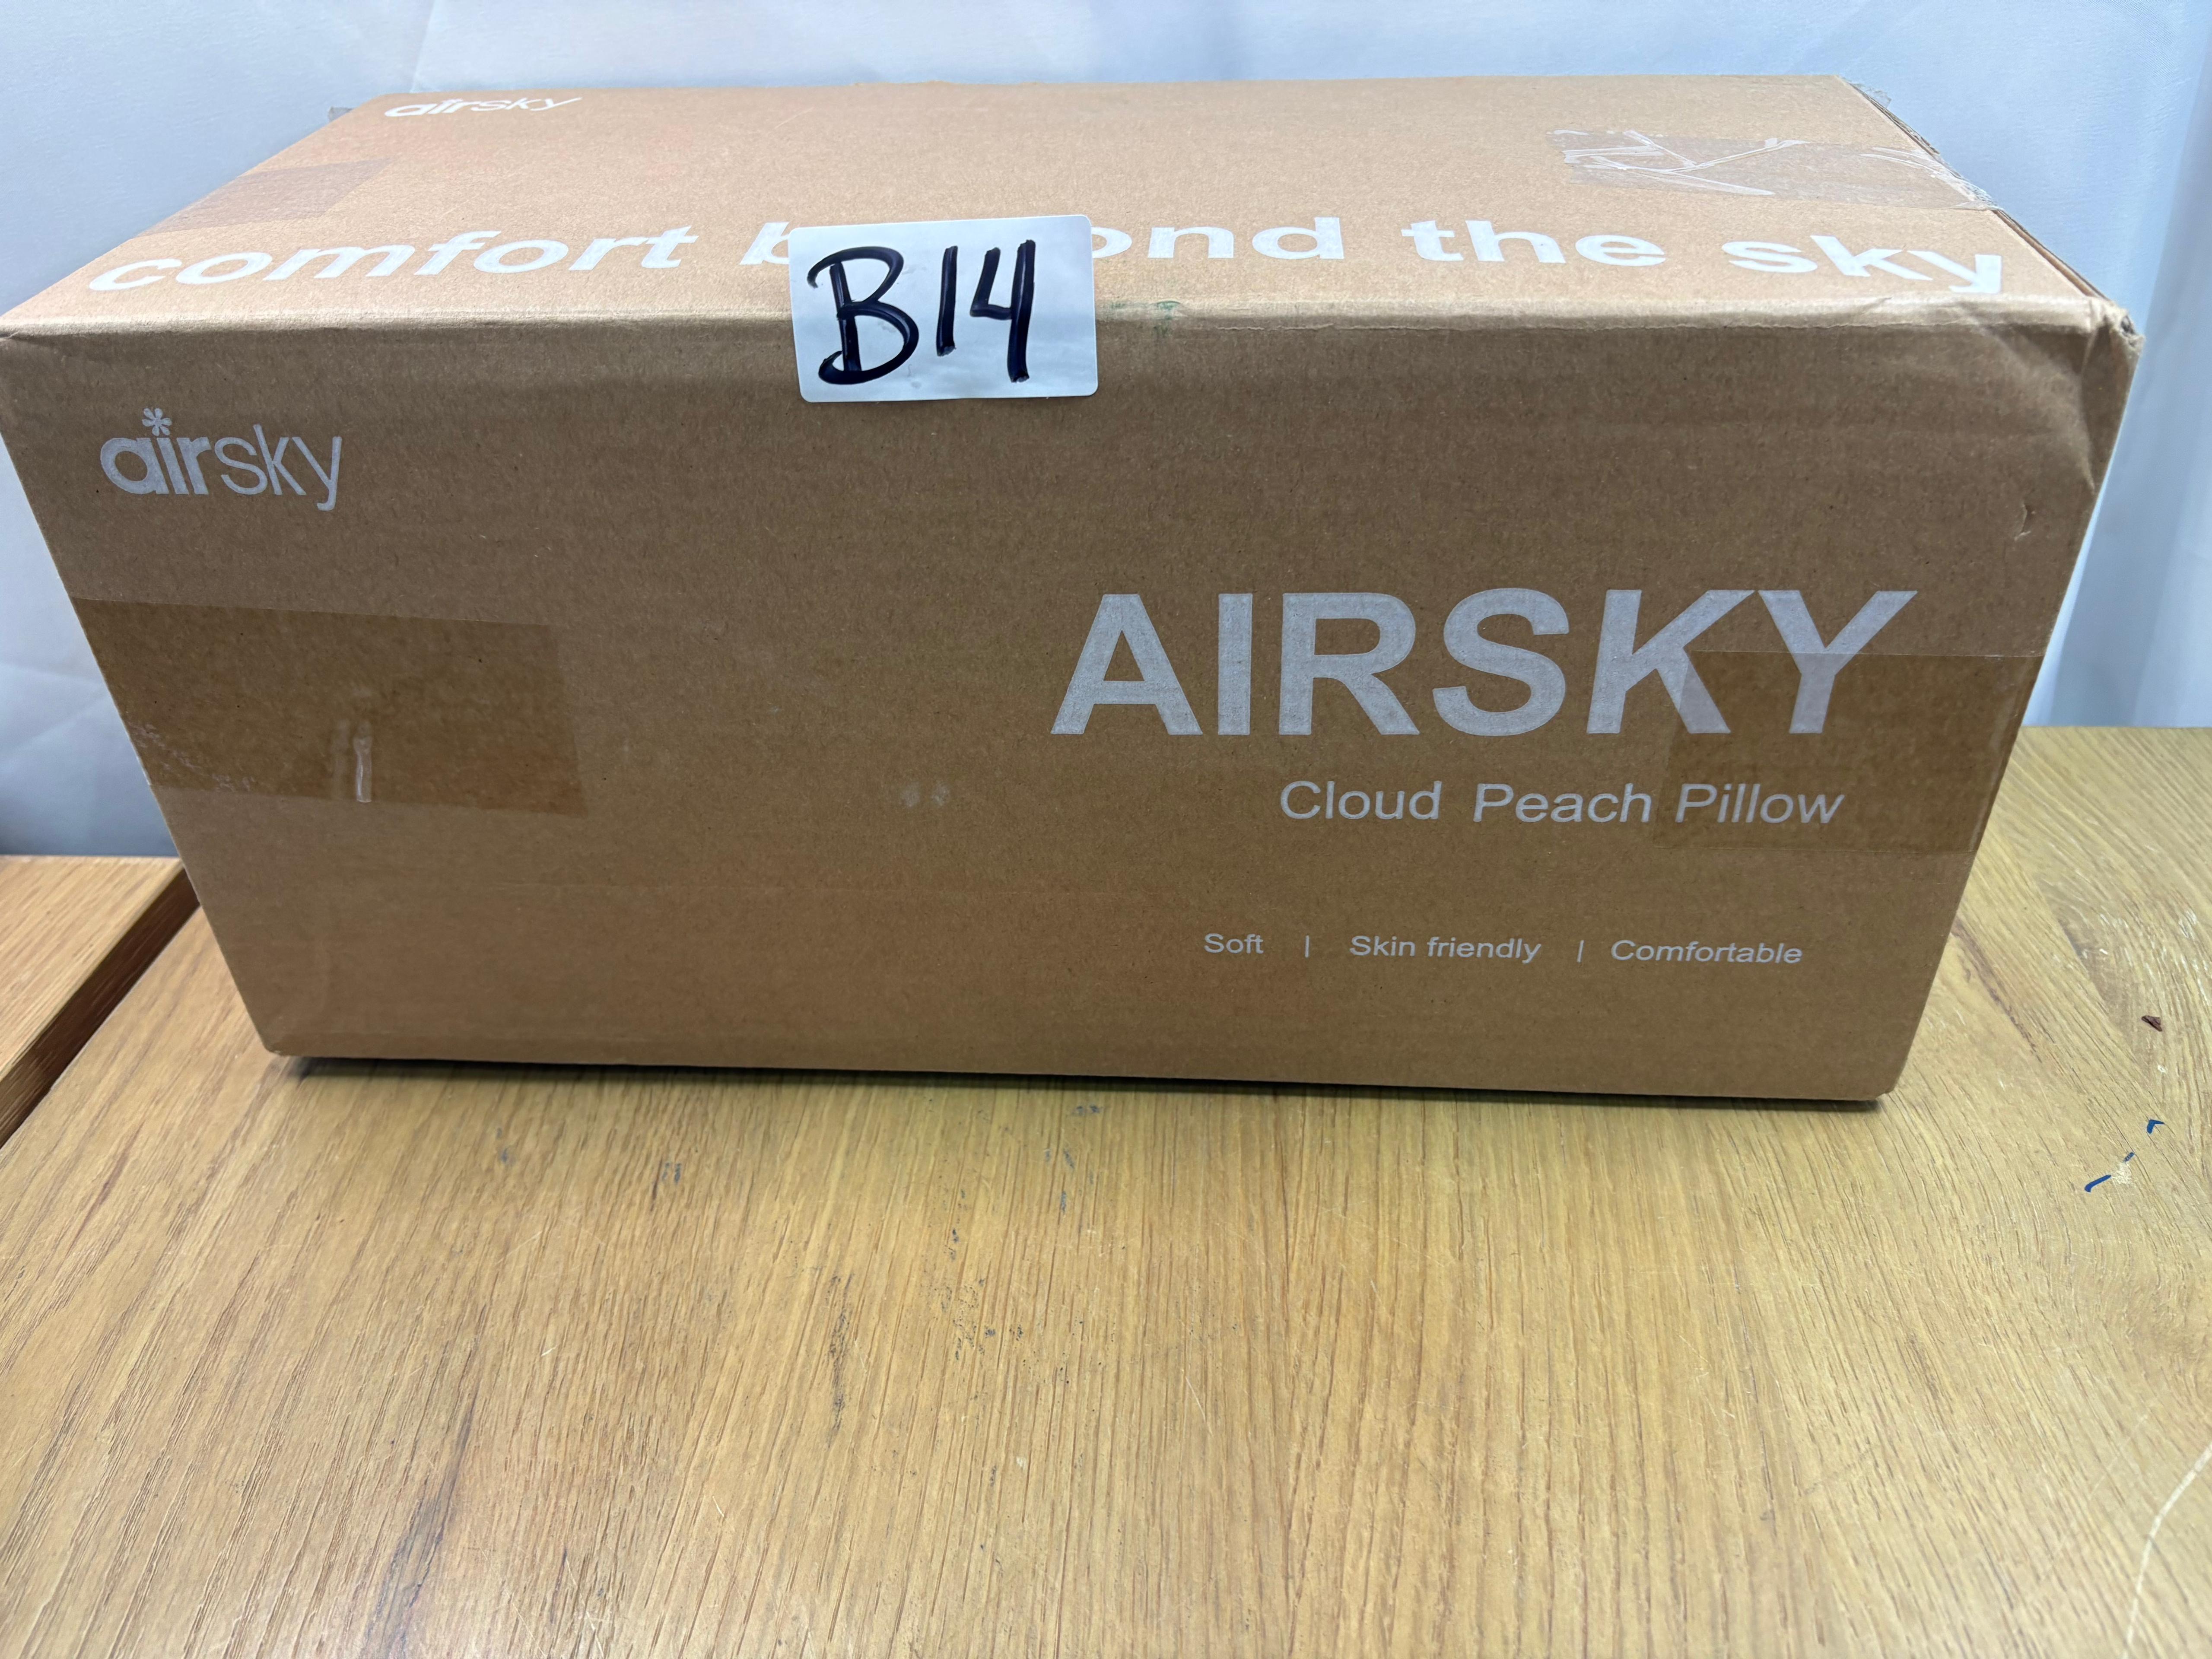 airsky
comfort b ond the sky
B14
airsky
AIRSKY
Cloud Peach Pillow
Soft | Skin friendly | Comfortable